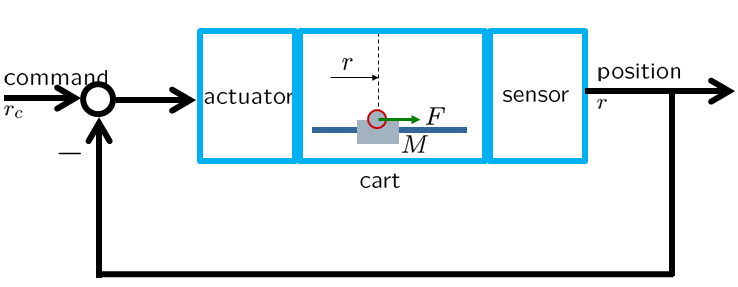 command
r_c
−
actuator
r
F
M
cart
sensor
position
r